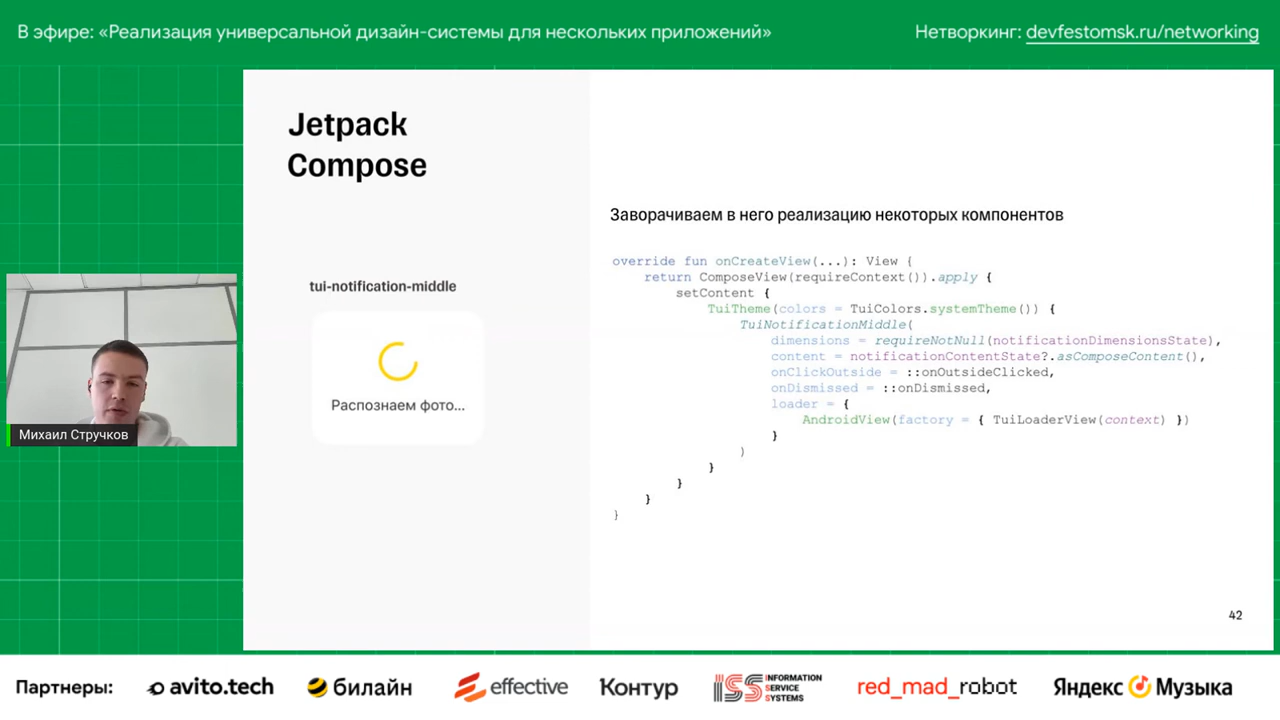 В эфире: «Реализация универсальной дизайн-системы для нескольких приложений»
Нетворкинг: devfestomsk.ru/networking
Jetpack
Compose
tui-notification-middle
Распознаем фото...
Михаил Стручков
Заворачиваем в него реализацию некоторых компонентов
override fun onCreateView(...): View {
    return ComposeView(requireContext()).apply {
        setContent {
            TuiTheme(colors = TuiColors.systemTheme()) {
                TuiNotificationMiddle(
                    dimensions = requireNotNull(notificationDimensionsState),
                    content = notificationContentState?.asComposeContent(),
                    onClickOutside = ::onOutsideClicked,
                    onDismissed = ::onDismissed,
                    loader = {
                        AndroidView(factory = { TuiLoaderView(context) })
                    }
                )
            }
        }
    }
}
42
Партнеры:
avito.tech
билайн
effective
Контур
ISS INFORMATION SERVICE SYSTEMS
red_mad_robot
Яндекс Музыка